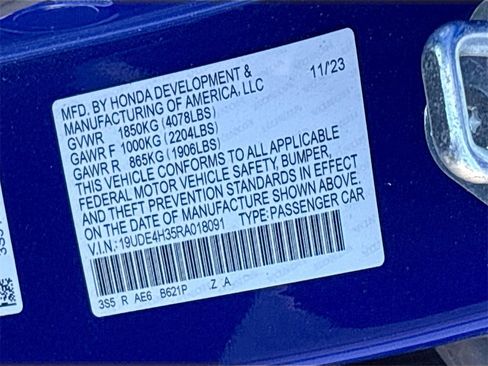 MFD. BY HONDA DEVELOPMENT & 11/23
MANUFACTURING OF AMERICA, LLC
GVWR 1850KG (4078LBS)
GAWR F 1000KG (2204LBS)
GAWR R 865KG (1906LBS)
THIS VEHICLE CONFORMS TO ALL APPLICABLE
FEDERAL MOTOR VEHICLE SAFETY, BUMPER,
AND THEFT PREVENTION STANDARDS IN EFFECT
ON THE DATE OF MANUFACTURE SHOWN ABOVE.
V.I.N.: 19UDE4H35RA018091 TYPE: PASSENGER CAR
3S5 R AE6 B621P Z A